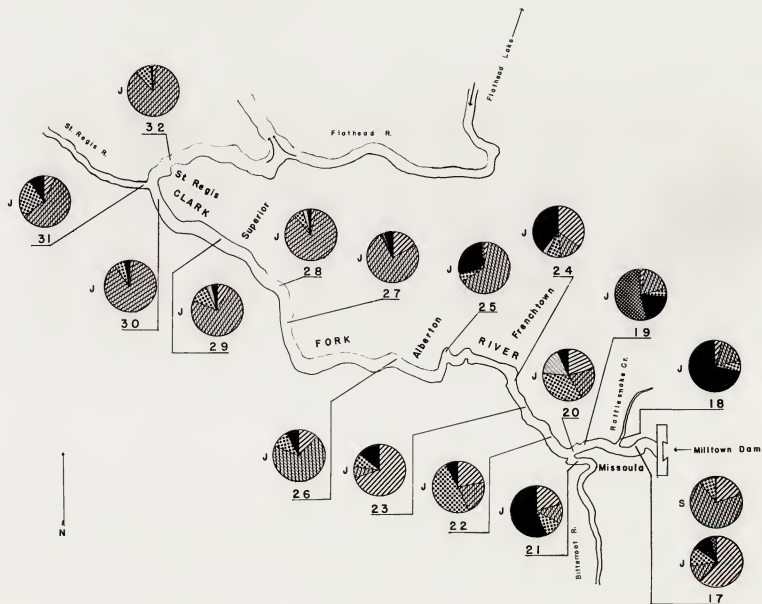 Flathead Lake
J
32
St. Regis R.
Flathead R.
St Regis
J
31
CLARK
Superior
J
28
J
27
J
25
J
24
J
30
J
29
FORK
Alberton
RIVER
Frenchtown
J
19
J
20
Rattlesnake Cr.
J
18
Milltown Dam
Missoula
J
26
J
23
J
22
J
21
Bitterroot R.
S
J
17
N